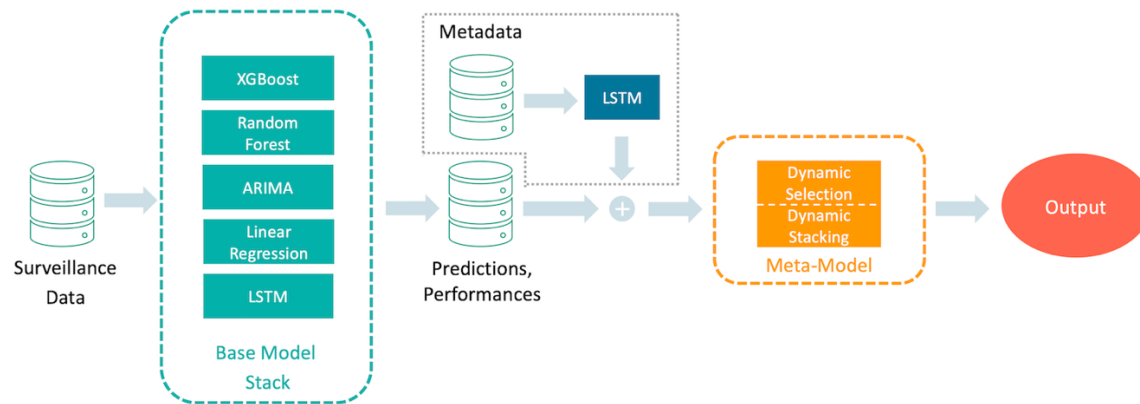 Surveillance
Data
XGBoost
Random
Forest
ARIMA
Linear
Regression
LSTM
Base Model
Stack
Metadata
LSTM
Predictions,
Performances
Dynamic
Selection
Dynamic
Stacking
Meta-Model
Output